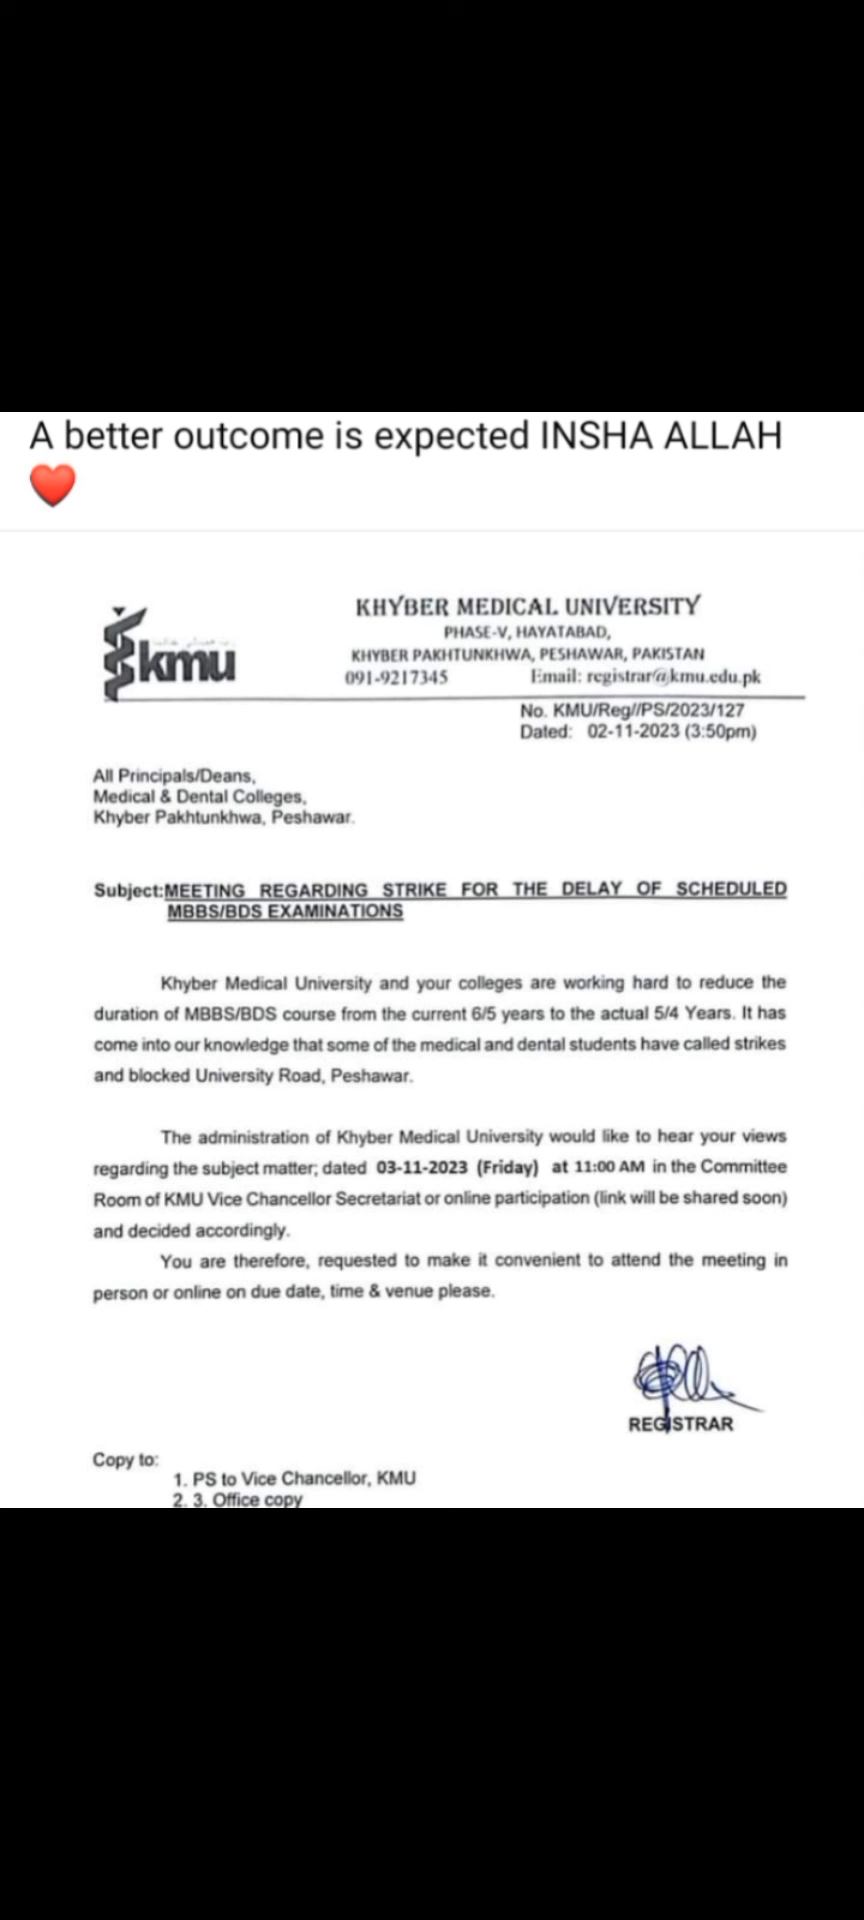 A better outcome is expected INSHA ALLAH
❤️
KHYBER MEDICAL UNIVERSITY
PHASE-V, HAYATABAD,
KHYBER PAKHTUNKHWA, PESHAWAR, PAKISTAN
091-9217345 Email: registrar@kmu.edu.pk
kmu
No. KMU/Reg//PS/2023/127
Dated: 02-11-2023 (3:50pm)
All Principals/Deans,
Medical & Dental Colleges,
Khyber Pakhtunkhwa, Peshawar.
Subject:MEETING REGARDING STRIKE FOR THE DELAY OF SCHEDULED
MBBS/BDS EXAMINATIONS
Khyber Medical University and your colleges are working hard to reduce the
duration of MBBS/BDS course from the current 6/5 years to the actual 5/4 Years. It has
come into our knowledge that some of the medical and dental students have called strikes
and blocked University Road, Peshawar.
The administration of Khyber Medical University would like to hear your views
regarding the subject matter; dated 03-11-2023 (Friday) at 11:00 AM in the Committee
Room of KMU Vice Chancellor Secretariat or online participation (link will be shared soon)
and decided accordingly.
You are therefore, requested to make it convenient to attend the meeting in
person or online on due date, time & venue please.
REGISTRAR
Copy to:
1. PS to Vice Chancellor, KMU
2. 3. Office copy